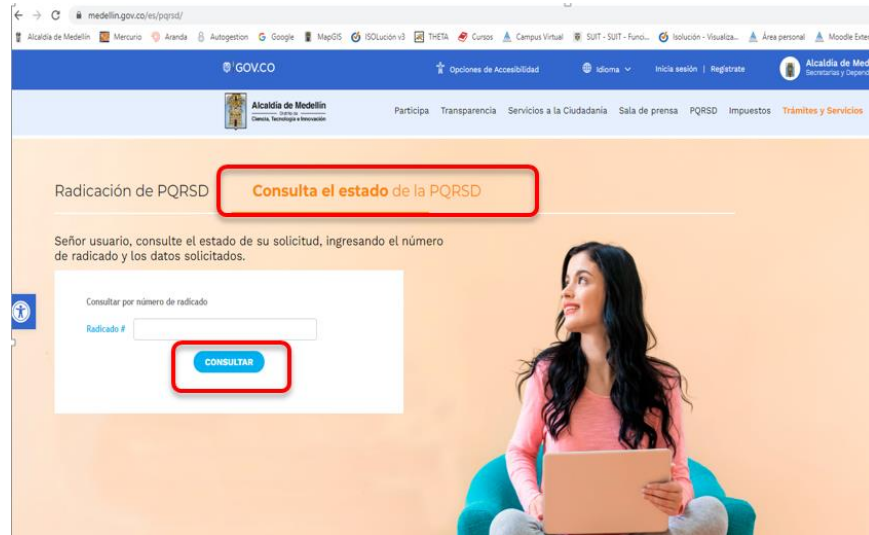 medellin.gov.co/es/pqrsd/
Alcaldía de Medellín Mercurio Aranda Autogestion Google MapGIS ISOLución v3 THETA Cursos Campus Virtual SUIT - SUIT - Funci... Isolución - Visualiza... Área personal Moodle Exter
GOV.CO Opciones de Accesibilidad Idioma Inicia sesión | Registrate Alcaldía de Med
Secretarías y Depend
Alcaldía de Medellín
Distrito de
Ciencia, Tecnología e Innovación
Participa Transparencia Servicios a la Ciudadanía Sala de prensa PQRSD Impuestos Trámites y Servicios
Radicación de PQRSD Consulta el estado de la PQRSD
Señor usuario, consulte el estado de su solicitud, ingresando el número
de radicado y los datos solicitados.
Consultar por número de radicado
Radicado #
CONSULTAR